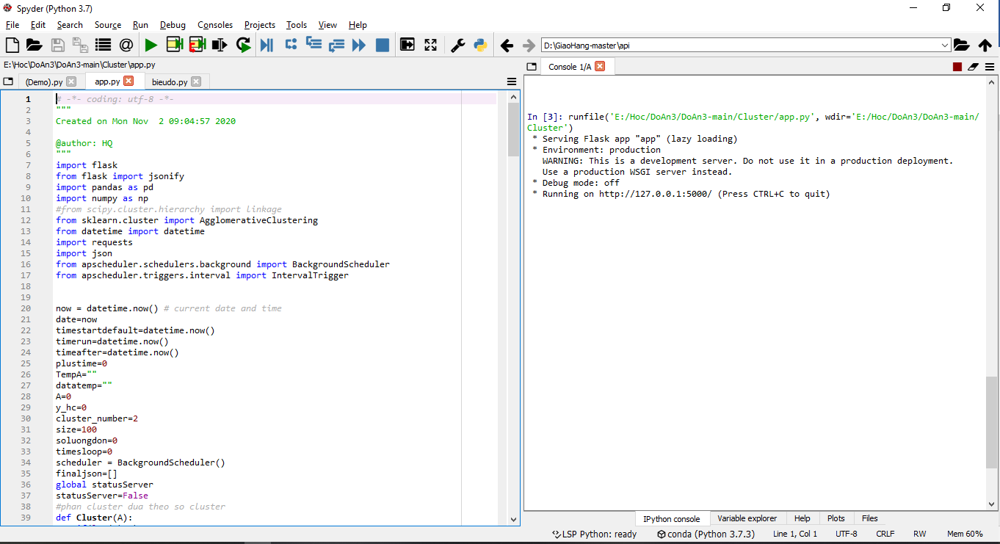 Spyder (Python 3.7)
File Edit Search Source Run Debug Consoles Projects Tools View Help
D:\GiaoHang-master\api
E:\Hoc\DoAn3\DoAn3-main\Cluster\app.py
(Demo).py app.py bieudo.py
1 # -*- coding: utf-8 -*-
2 """
3 Created on Mon Nov  2 09:04:57 2020
4
5 @author: HQ
6 """
7 import flask
8 from flask import jsonify
9 import pandas as pd
10 import numpy as np
11 #from scipy.cluster.hierarchy import linkage
12 from sklearn.cluster import AgglomerativeClustering
13 from datetime import datetime
14 import requests
15 import json
16 from apscheduler.schedulers.background import BackgroundScheduler
17 from apscheduler.triggers.interval import IntervalTrigger
18
19
20 now = datetime.now() # current date and time
21 date=now
22 timestartdefault=datetime.now()
23 timerun=datetime.now()
24 timeafter=datetime.now()
25 plustime=0
26 TempA=""
27 datatemp=""
28 A=0
29 y_hc=0
30 cluster_number=2
31 size=100
32 soluongdon=0
33 timesloop=0
34 scheduler = BackgroundScheduler()
35 finaljson=[]
36 global statusServer
37 statusServer=False
38 #phan cluster dua theo so cluster
39 def Cluster(A):
Console 1/A
In [3]: runfile('E:/Hoc/DoAn3/DoAn3-main/Cluster/app.py', wdir='E:/Hoc/DoAn3/DoAn3-main/
Cluster')
* Serving Flask app "app" (lazy loading)
* Environment: production
WARNING: This is a development server. Do not use it in a production deployment.
Use a production WSGI server instead.
* Debug mode: off
* Running on http://127.0.0.1:5000/ (Press CTRL+C to quit)
IPython console Variable explorer Help Plots Files
LSP Python: ready conda (Python 3.7.3) Line 1, Col 1 UTF-8 CRLF RW Mem 60%